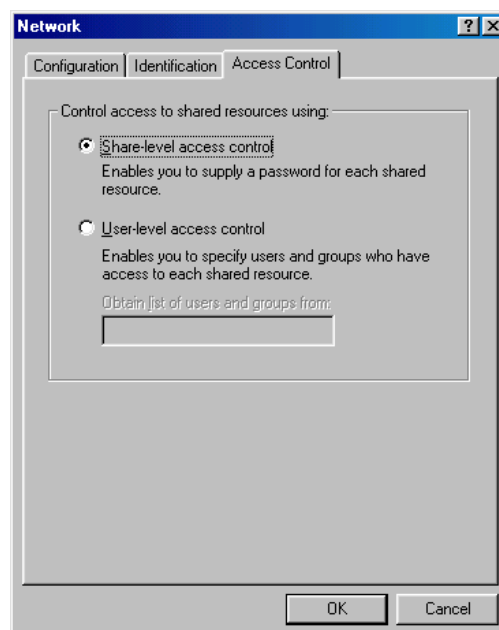 Network
Configuration
Identification
Access Control
Control access to shared resources using:
Share-level access control
Enables you to supply a password for each shared
resource.
User-level access control
Enables you to specify users and groups who have
access to each shared resource.
Obtain list of users and groups from:
OK
Cancel